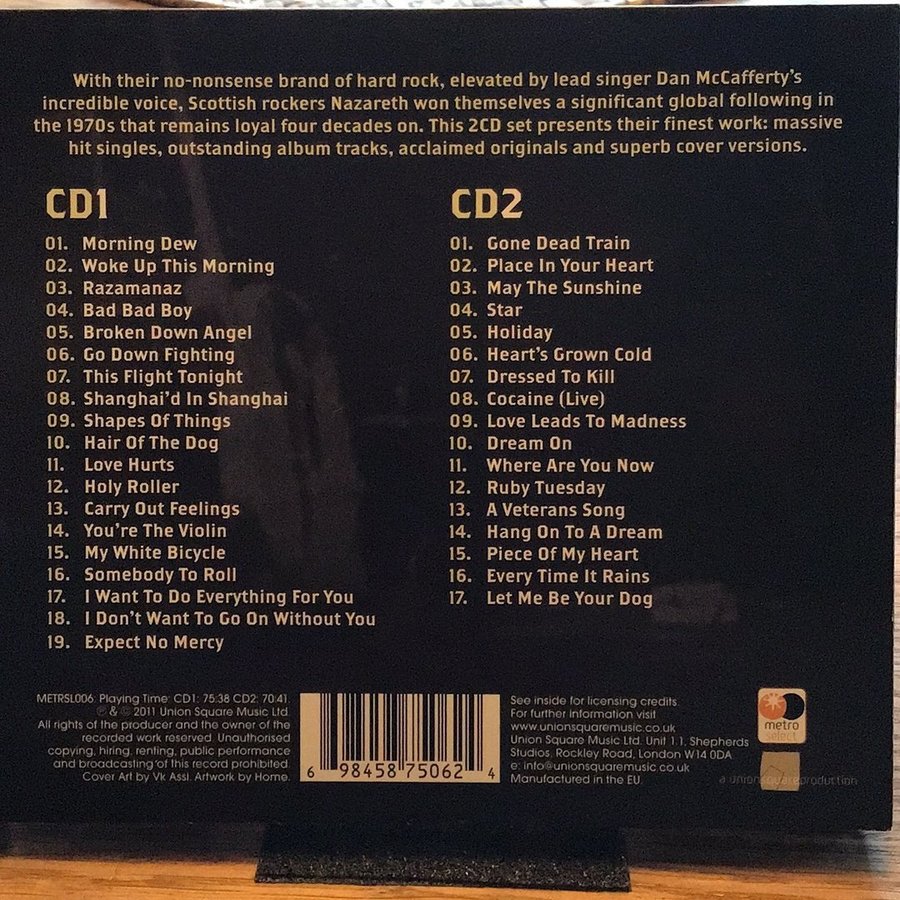 With their no-nonsense brand of hard rock, elevated by lead singer Dan McCafferty's
incredible voice, Scottish rockers Nazareth won themselves a significant global following in
the 1970s that remains loyal four decades on. This 2CD set presents their finest work: massive
hit singles, outstanding album tracks, acclaimed originals and superb cover versions.
CD1
01. Morning Dew
02. Woke Up This Morning
03. Razamanaz
04. Bad Bad Boy
05. Broken Down Angel
06. Go Down Fighting
07. This Flight Tonight
08. Shanghai'd In Shanghai
09. Shapes Of Things
10. Hair Of The Dog
11. Love Hurts
12. Holy Roller
13. Carry Out Feelings
14. You're The Violin
15. My White Bicycle
16. Somebody To Roll
17. I Want To Do Everything For You
18. I Don't Want To Go On Without You
19. Expect No Mercy
CD2
01. Gone Dead Train
02. Place In Your Heart
03. May The Sunshine
04. Star
05. Holiday
06. Heart's Grown Cold
07. Dressed To Kill
08. Cocaine (Live)
09. Love Leads To Madness
10. Dream On
11. Where Are You Now
12. Ruby Tuesday
13. A Veterans Song
14. Hang On To A Dream
15. Piece Of My Heart
16. Every Time It Rains
17. Let Me Be Your Dog
METRSL006. Playing Time: CD1: 75:38 CD2: 70:41.
℗ & © 2011 Union Square Music Ltd.
All rights of the producer and the owner of the
recorded work reserved. Unauthorised
copying, hiring, renting, public performance
and broadcasting of this record prohibited.
Cover Art by Vk Assi. Artwork by Home.
6 98458 75062 4
See inside for licensing credits.
For further information visit
www.unionsquaremusic.co.uk
Union Square Music Ltd. Unit 1.1, Shepherds
Studios, Rockley Road, London W14 0DA
e: info@unionsquaremusic.co.uk
Manufactured in the EU.
metro
select
a unionsquareproduction